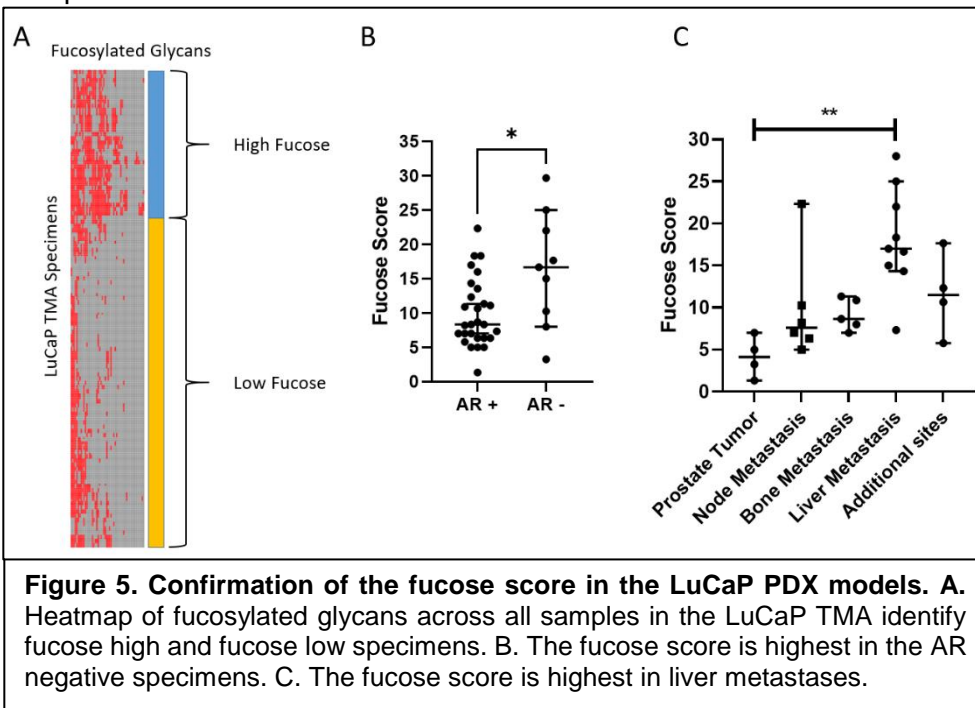 A
Fucosylated Glycans
LuCaP TMA Specimens
High Fucose
Low Fucose
B
*
Fucose Score
35
30
25
20
15
10
5
0
AR +
AR -
C
**
Fucose Score
30
25
20
15
10
5
0
Prostate Tumor
Node Metastasis
Bone Metastasis
Liver Metastasis
Additional sites
Figure 5. Confirmation of the fucose score in the LuCaP PDX models. A.
Heatmap of fucosylated glycans across all samples in the LuCaP TMA identify
fucose high and fucose low specimens. B. The fucose score is highest in the AR
negative specimens. C. The fucose score is highest in liver metastases.